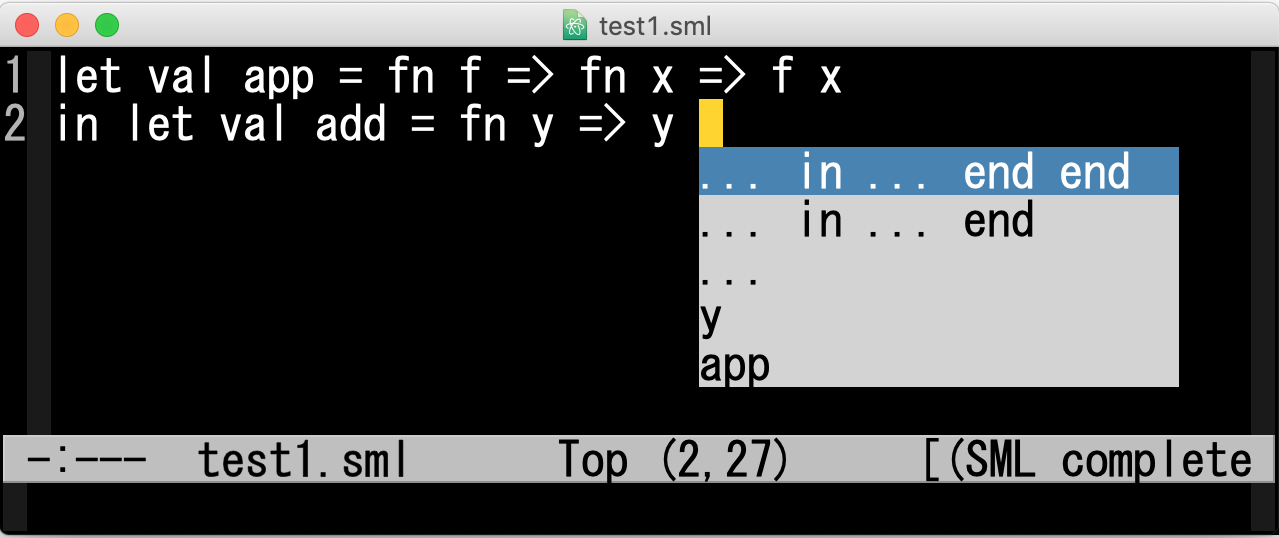 test1.sml
1 let val app = fn f => fn x => f x
2 in let val add = fn y => y
... in ... end end
... in ... end
...
y
app
-:--- test1.sml Top (2,27) [(SML complete